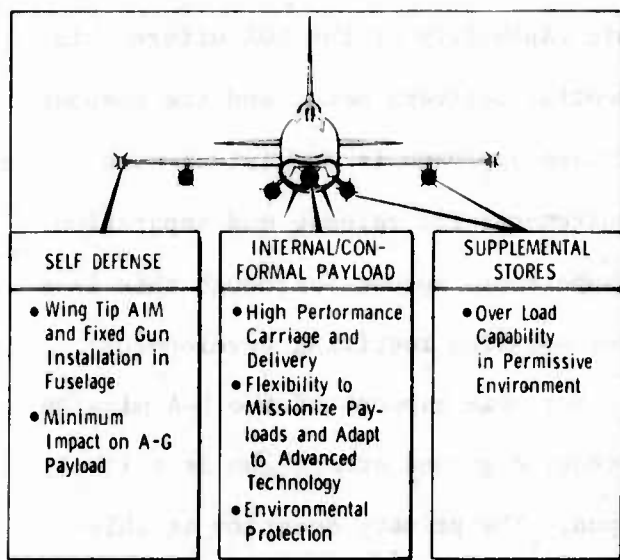 SELF DEFENSE
● Wing Tip AIM
and Fixed Gun
Installation in
Fuselage
● Minimum
Impact on A-G
Payload
INTERNAL/CON-
FORMAL PAYLOAD
● High Performance
Carriage and
Delivery
● Flexibility to
Missionize Pay-
loads and Adapt
to Advanced
Technology
● Environmental
Protection
SUPPLEMENTAL
STORES
● Over Load
Capability
in Permissive
Environment